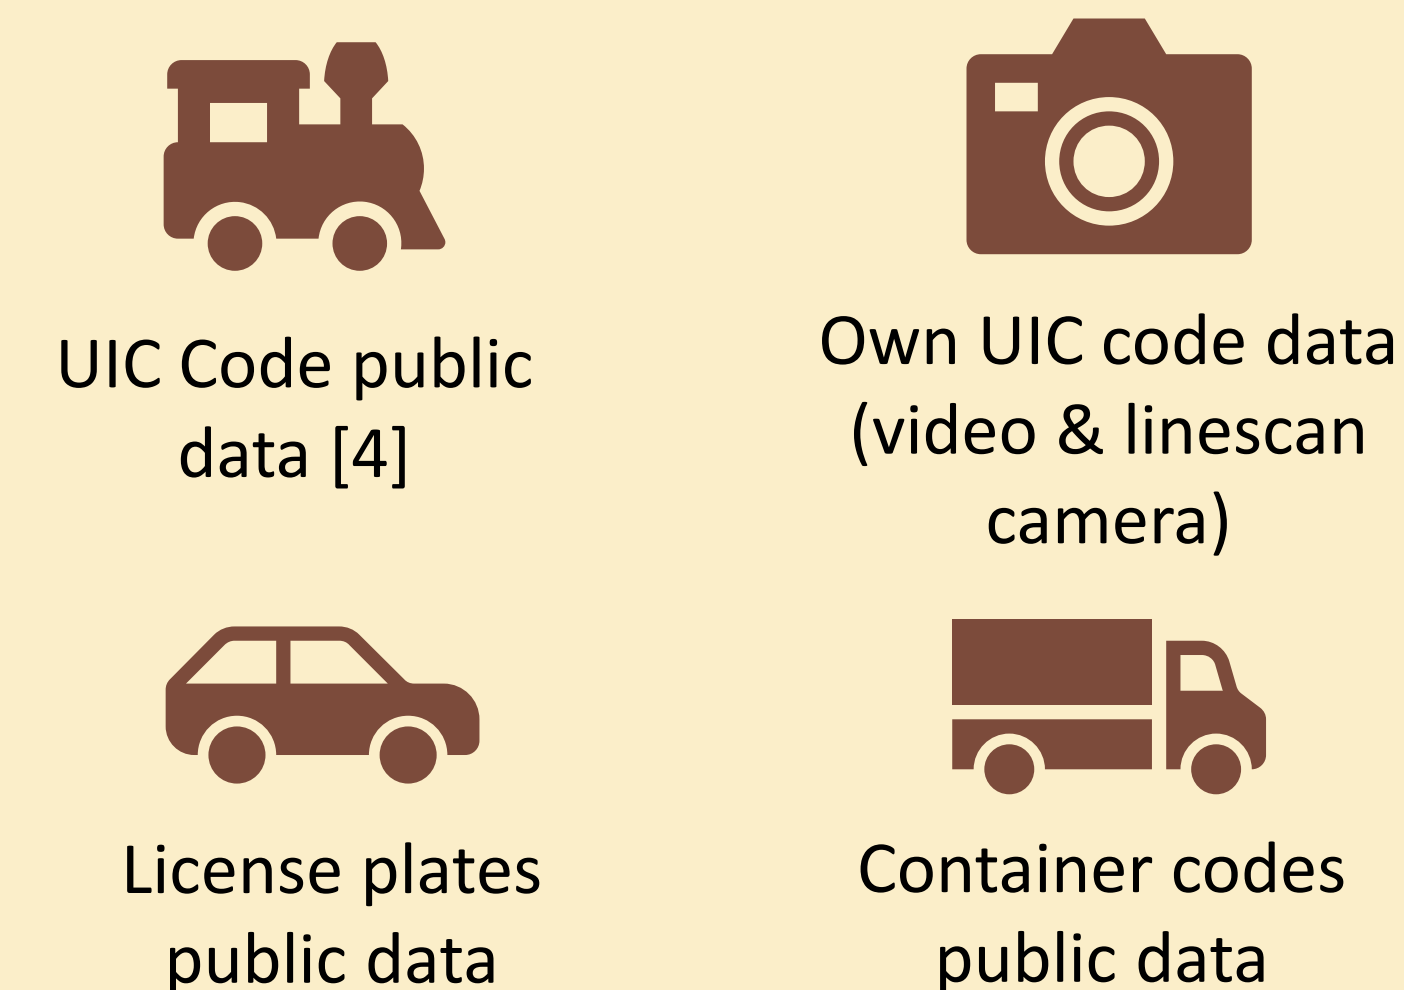 UIC Code public
data [4]
Own UIC code data
(video & linescan
camera)
License plates
public data
Container codes
public data